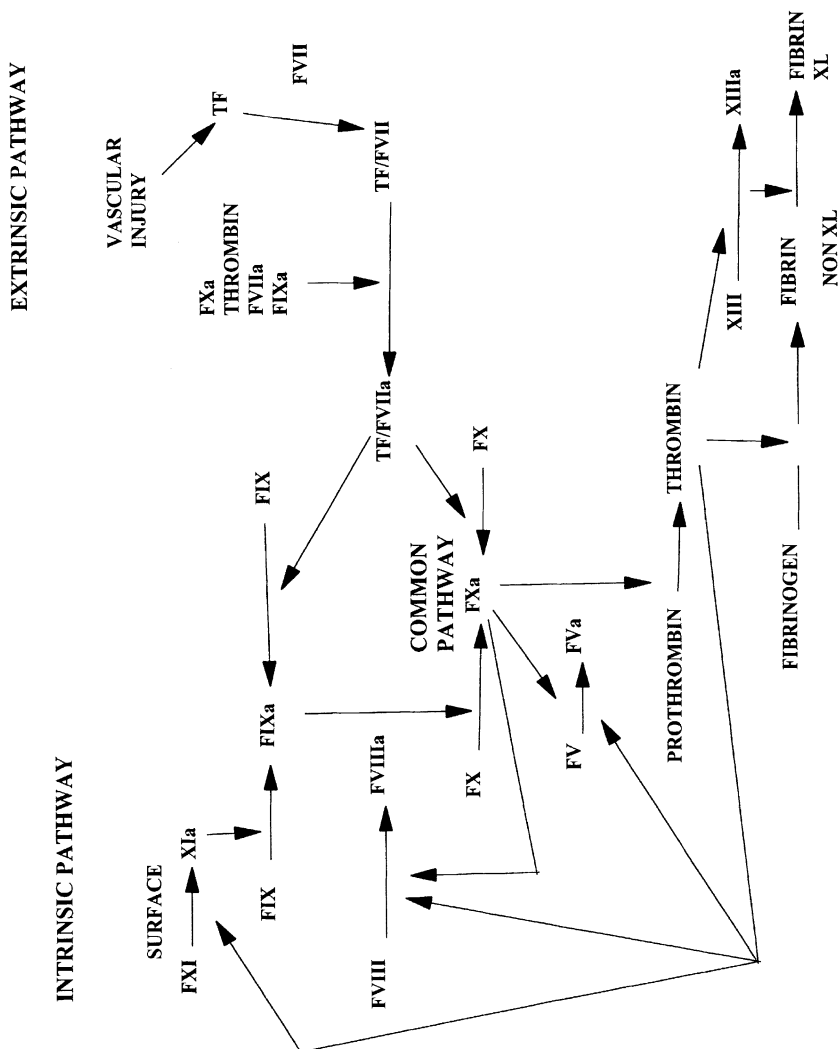 INTRINSIC PATHWAY
EXTRINSIC PATHWAY
VASCULAR
INJURY
SURFACE
FXI
XIa
TF
FVII
FXa
THROMBIN
FVIIa
FIXa
FIX
FIXa
FIX
FVIII
FVIIIa
TF/FVIIa
TF/FVII
COMMON
PATHWAY
FX
FXa
FX
FV
FVa
PROTHROMBIN
THROMBIN
XIII
XIIIa
FIBRINOGEN
FIBRIN
NON XL
FIBRIN
XL